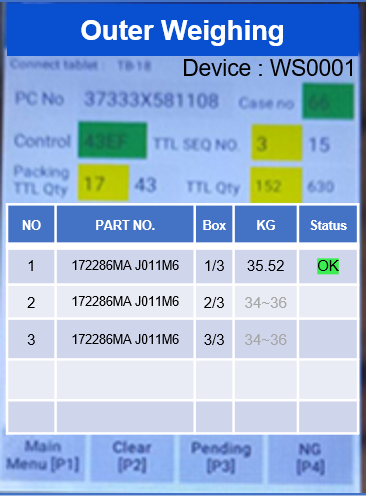 Outer Weighing
Connect tablet : TB-18
Device : WS0001
PC No 37333X581108 Case no 66
Control 43EF TTL SEQ NO. 3 15
Packing
TTL Qty 17 43 TTL Qty 152 630
NO PART NO. Box KG Status
1 172286MA J011M6 1/3 35.52 OK
2 172286MA J011M6 2/3 34~36
3 172286MA J011M6 3/3 34~36
Main Menu [P1] Clear [P2] Pending [P3] NG [P4]